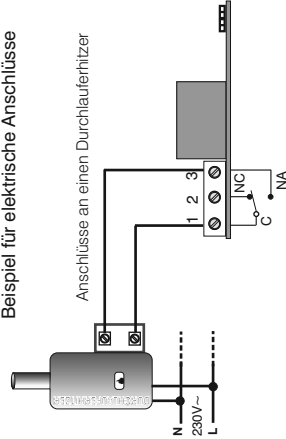 Beispiel für elektrische Anschlüsse
Anschlüsse an einen Durchlauferhitzer
1 2 3
NC
C
NA
N
230V~
L